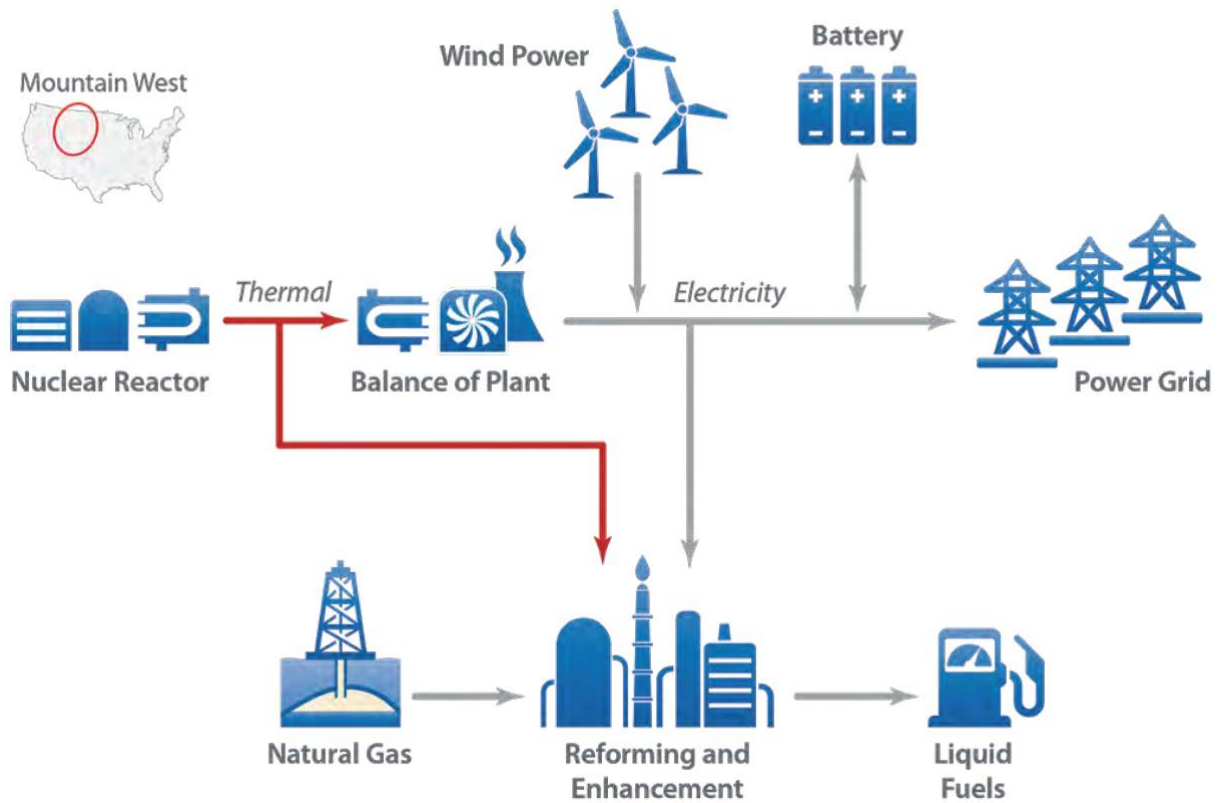 Wind Power
Battery
Mountain West
Thermal
Electricity
Nuclear Reactor
Balance of Plant
Power Grid
Natural Gas
Reforming and
Enhancement
Liquid
Fuels